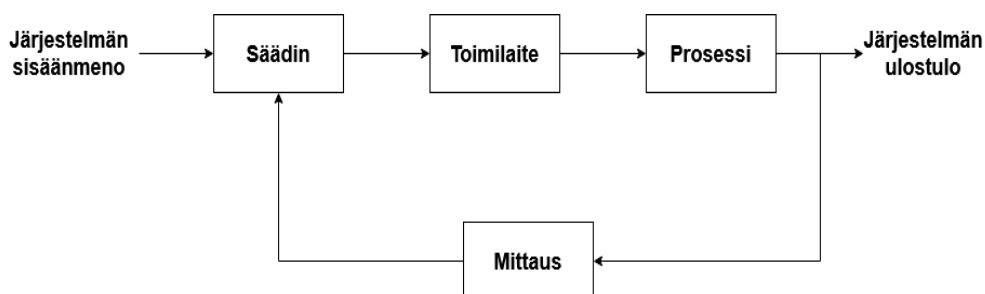 Järjestelmän
sisäänmeno
Säädin
Toimilaite
Prosessi
Järjestelmän
ulostulo
Mittaus